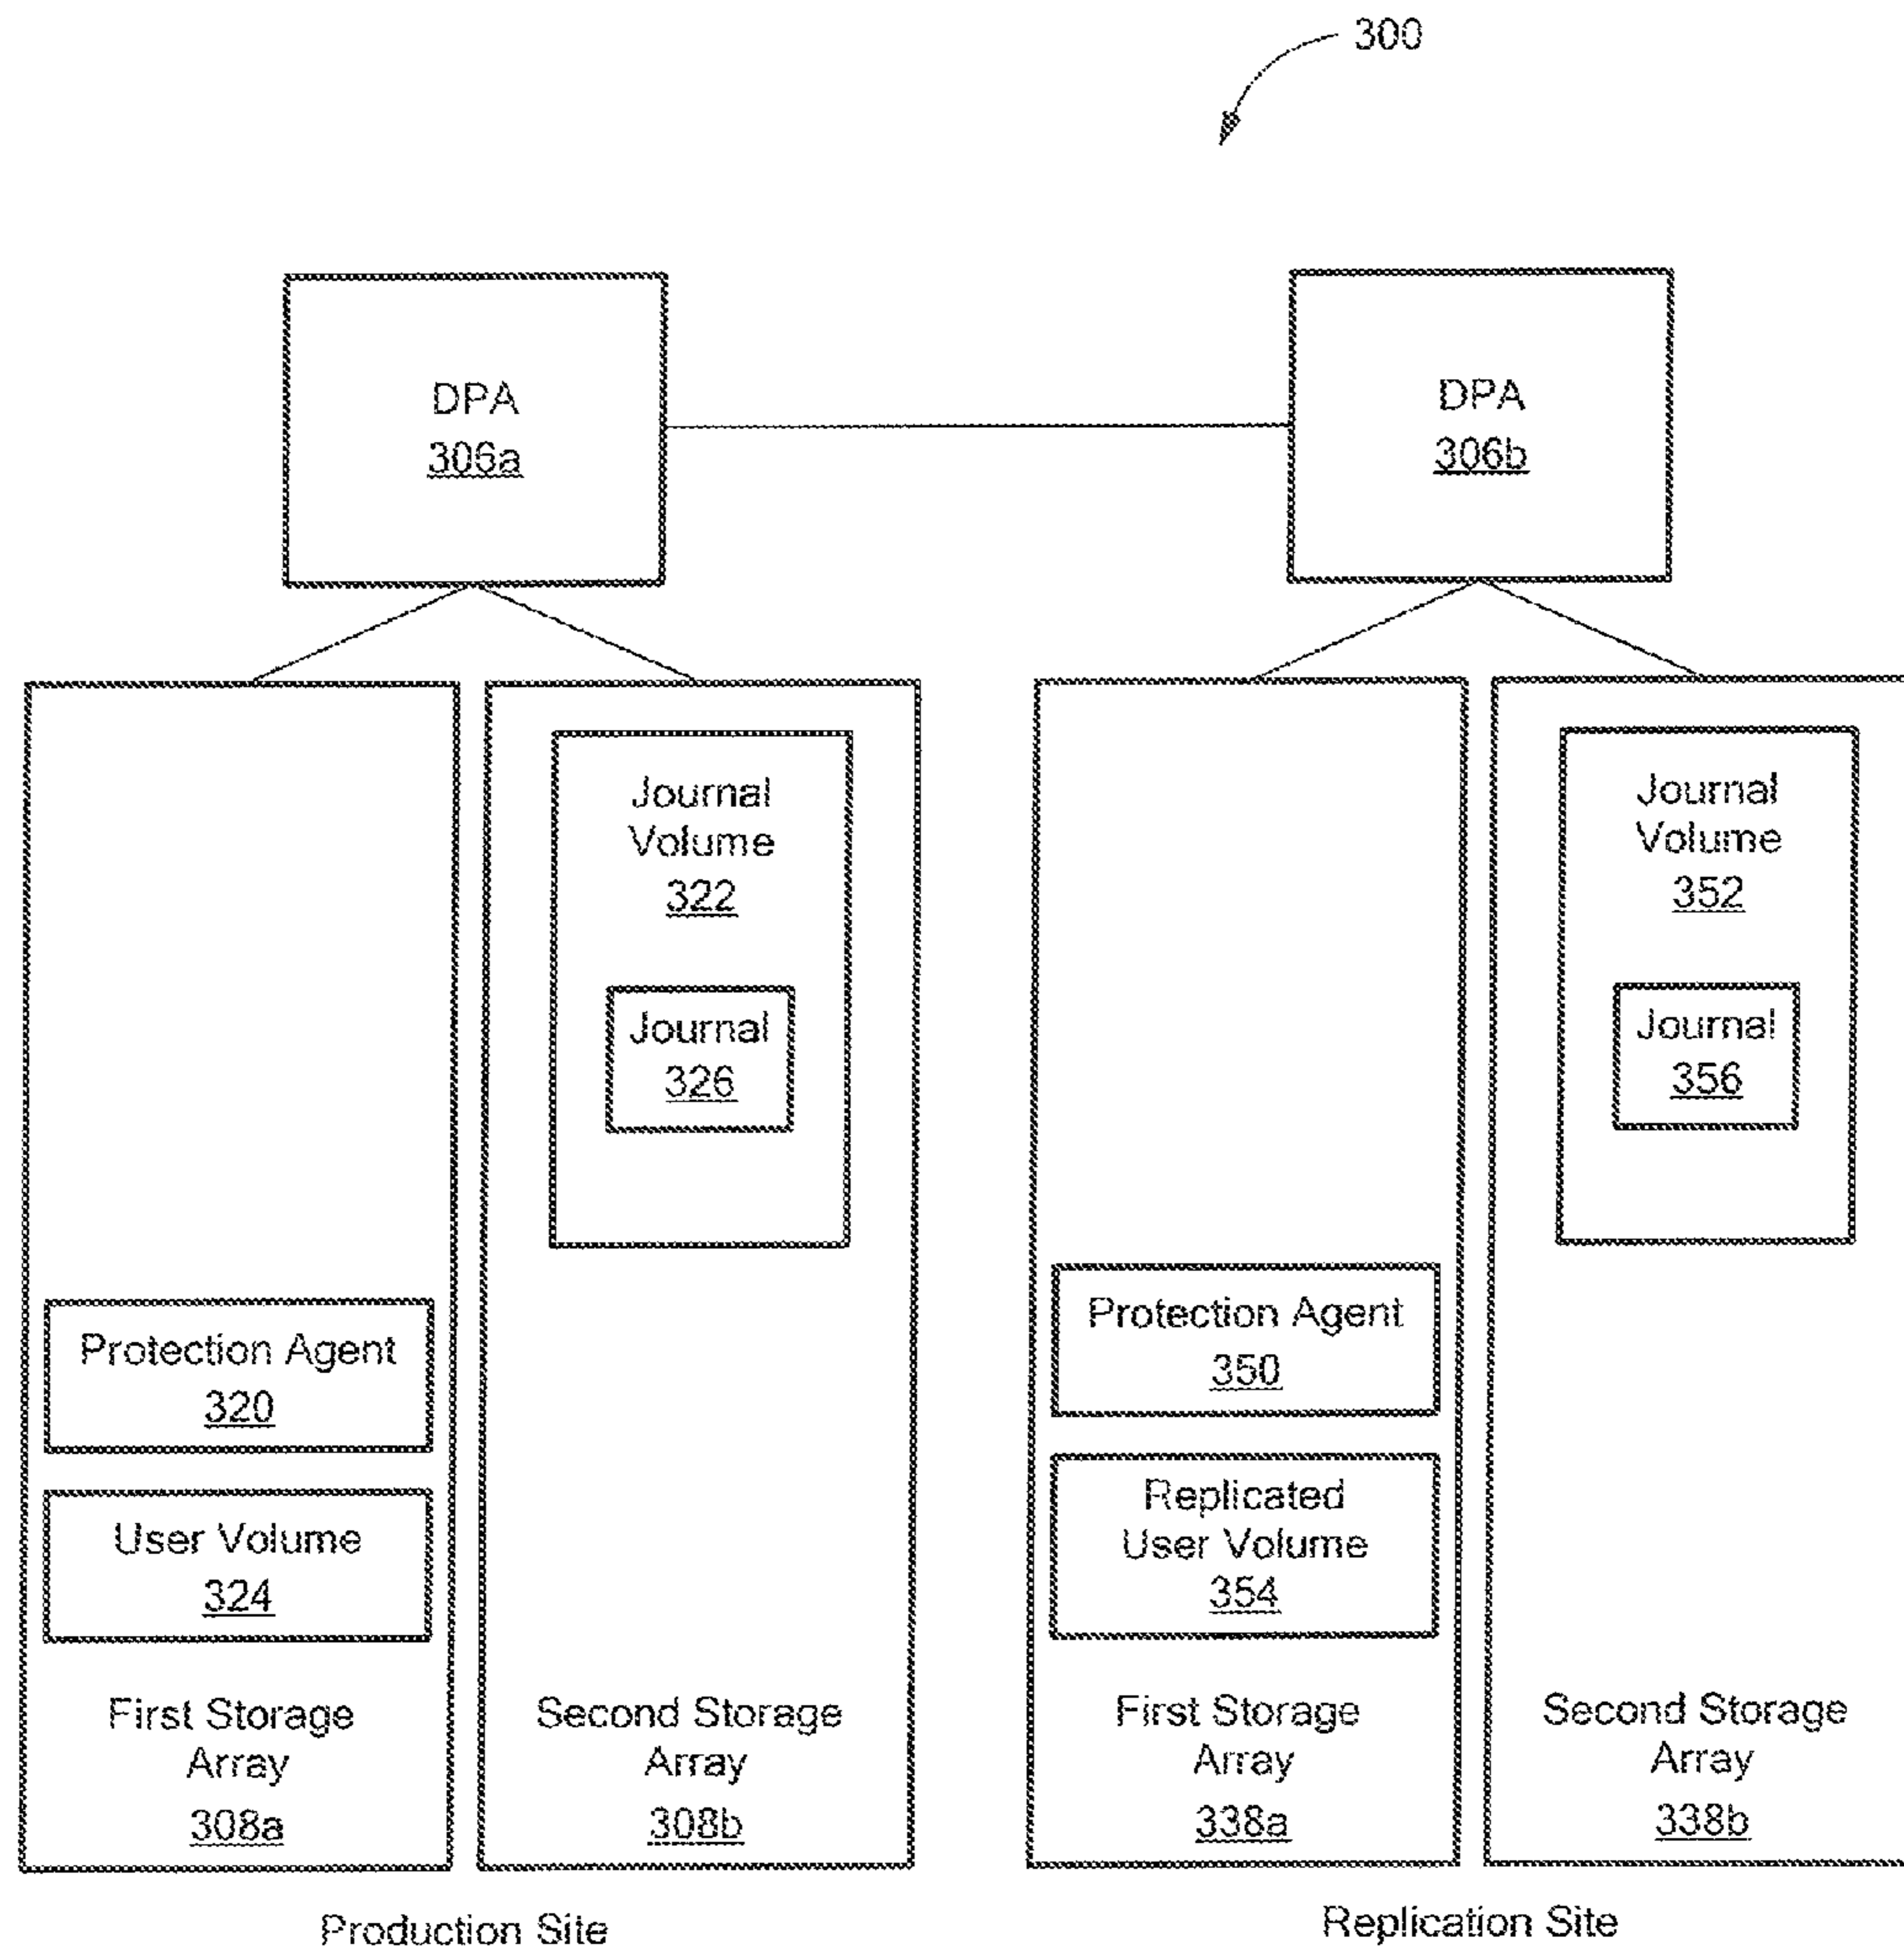 300
DPA
306a
DPA
306b
Journal
Volume
322
Journal
326
Protection Agent
320
User Volume
324
First Storage
Array
308a
Second Storage
Array
308b
Production Site
Journal
Volume
352
Journal
356
Protection Agent
350
Replicated
User Volume
354
First Storage
Array
338a
Second Storage
Array
338b
Replication Site